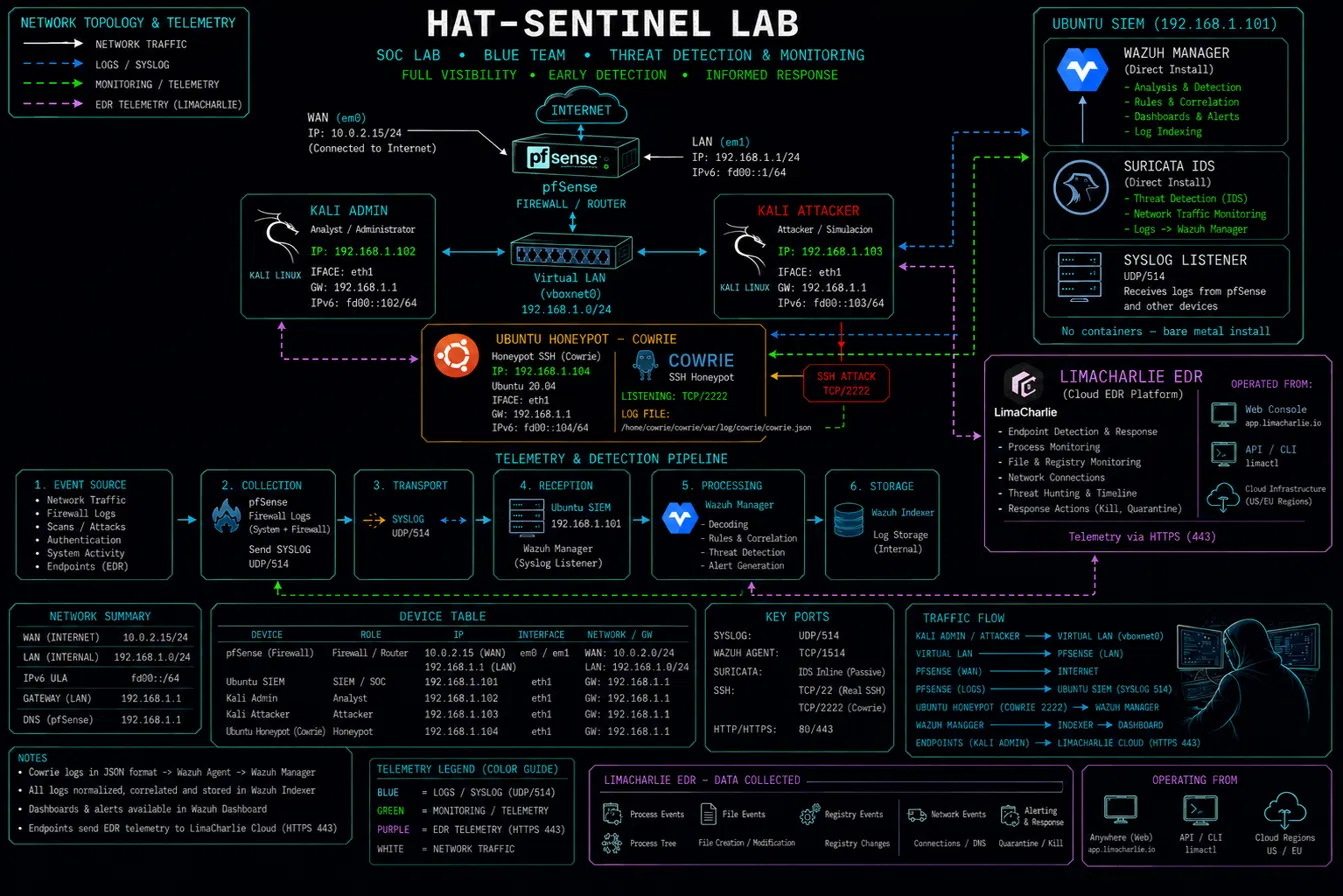 HAT-SENTINEL LAB
SOC LAB • BLUE TEAM • THREAT DETECTION & MONITORING
FULL VISIBILITY • EARLY DETECTION • INFORMED RESPONSE
NETWORK TOPOLOGY & TELEMETRY
NETWORK TRAFFIC
LOGS / SYSLOG
MONITORING / TELEMETRY
EDR TELEMETRY (LIMACHARLIE)
INTERNET
WAN (em0)
IP: 10.0.2.15/24
(Connected to Internet)
pfsense
LAN (em1)
IP: 192.168.1.1/24
IPv6: fd00::1/64
pfSense
FIREWALL / ROUTER
KALI ADMIN
Analyst / Administrator
IP: 192.168.1.102
IFACE: eth1
GW: 192.168.1.1
IPv6: fd00::102/64
KALI LINUX
Virtual LAN
(vboxnet0)
192.168.1.0/24
KALI ATTACKER
Attacker / Simulacion
IP: 192.168.1.103
IFACE: eth1
GW: 192.168.1.1
IPv6: fd00::103/64
KALI LINUX
UBUNTU SIEM (192.168.1.101)
WAZUH MANAGER
(Direct Install)
- Analysis & Detection
- Rules & Correlation
- Dashboards & Alerts
- Log Indexing
SURICATA IDS
(Direct Install)
- Threat Detection (IDS)
- Network Traffic Monitoring
- Logs -> Wazuh Manager
SYSLOG LISTENER
UDP/514
Receives logs from pfSense
and other devices
No containers – bare metal install
UBUNTU HONEYPOT – COWRIE
Honeypot SSH (Cowrie)
IP: 192.168.1.104
Ubuntu 20.04
IFACE: eth1
GW: 192.168.1.1
IPv6: fd00::104/64
COWRIE
SSH Honeypot
LISTENING: TCP/2222
LOG FILE:
/home/cowrie/cowrie/var/log/cowrie/cowrie.json
SSH ATTACK
TCP/2222
LIMACHARLIE EDR
(Cloud EDR Platform)
LimaCharlie
- Endpoint Detection & Response
- Process Monitoring
- File & Registry Monitoring
- Network Connections
- Threat Hunting & Timeline
- Response Actions (Kill, Quarantine)
OPERATED FROM:
Web Console
app.limacharlie.io
API / CLI
limactl
Cloud Infrastructure
(US/EU Regions)
Telemetry via HTTPS (443)
TELEMETRY & DETECTION PIPELINE
1. EVENT SOURCE
• Network Traffic
• Firewall Logs
• Scans / Attacks
• Authentication
• System Activity
• Endpoints (EDR)
2. COLLECTION
pfSense
Firewall Logs
(System + Firewall)
Send SYSLOG
UDP/514
3. TRANSPORT
SYSLOG
UDP/514
4. RECEPTION
Ubuntu SIEM
192.168.1.101
Wazuh Manager
(Syslog Listener)
5. PROCESSING
Wazuh Manager
- Decoding
- Rules & Correlation
- Threat Detection
- Alert Generation
6. STORAGE
Wazuh Indexer
Log Storage
(Internal)
NETWORK SUMMARY
WAN (INTERNET) 10.0.2.15/24
LAN (INTERNAL) 192.168.1.0/24
IPv6 ULA fd00::/64
GATEWAY (LAN) 192.168.1.1
DNS (pfSense) 192.168.1.1
DEVICE TABLE
DEVICE ROLE IP INTERFACE NETWORK / GW
pfSense (Firewall) Firewall / Router 10.0.2.15 (WAN) em0 / em1 WAN: 10.0.2.0/24
192.168.1.1 (LAN) LAN: 192.168.1.0/24
Ubuntu SIEM SIEM / SOC 192.168.1.101 eth1 GW: 192.168.1.1
Kali Admin Analyst 192.168.1.102 eth1 GW: 192.168.1.1
Kali Attacker Attacker 192.168.1.103 eth1 GW: 192.168.1.1
Ubuntu Honeypot (Cowrie) Honeypot 192.168.1.104 eth1 GW: 192.168.1.1
KEY PORTS
SYSLOG: UDP/514
WAZUH AGENT: TCP/1514
SURICATA: IDS Inline (Passive)
SSH: TCP/22 (Real SSH)
TCP/2222 (Cowrie)
HTTP/HTTPS: 80/443
TRAFFIC FLOW
KALI ADMIN / ATTACKER → VIRTUAL LAN (vboxnet0)
VIRTUAL LAN → PFSENSE (LAN)
PFSENSE (WAN) → INTERNET
PFSENSE (LOGS) → UBUNTU SIEM (SYSLOG 514)
UBUNTU HONEYPOT (COWRIE 2222) → WAZUH MANAGER
WAZUH MANGGER → INDEXER → DASHBOARD
ENDPOINTS (KALI ADMIN) → LIMACHARLIE CLOUD (HTTPS 443)
NOTES
• Cowrie logs in JSON format -> Wazuh Agent -> Wazuh Manager
• All logs normalized, correlated and stored in Wazuh Indexer
• Dashboards & alerts available in Wazuh Dashboard
• Endpoints send EDR telemetry to LimaCharlie Cloud (HTTPS 443)
TELEMETRY LEGEND (COLOR GUIDE)
BLUE = LOGS / SYSLOG (UDP/514)
GREEN = MONITORING / TELEMETRY
PURPLE = EDR TELEMETRY (HTTPS 443)
WHITE = NETWORK TRAFFIC
LIMACHARLIE EDR – DATA COLLECTED
Process Events
File Events
Registry Events
Network Events
Alerting
& Response
Process Tree
File Creation / Modification
Registry Changes
Connections / DNS
Quarantine / Kill
OPERATING FROM
Anywhere (Web)
app.limacharlie.io
API / CLI
limactl
Cloud Regions
US / EU